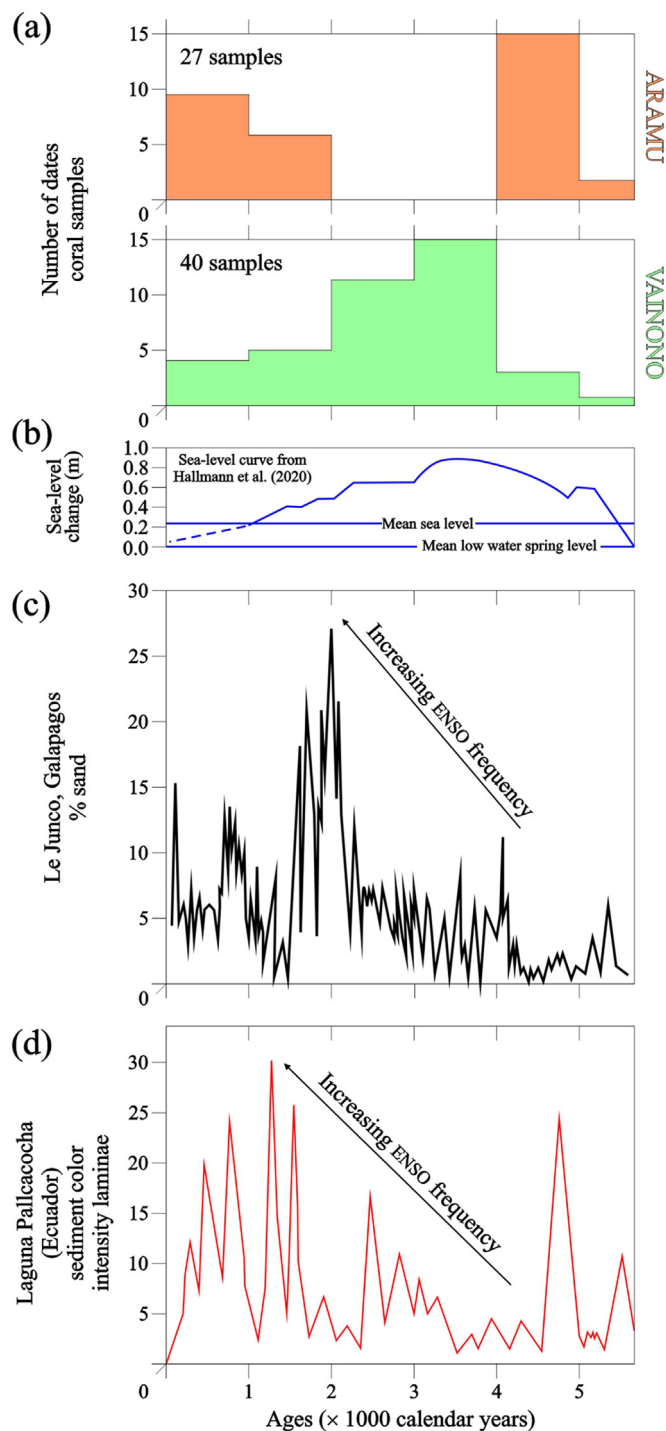 (a)
15
10
5
0
27 samples
ARAMU
Number of dates
coral samples
15
10
5
0
40 samples
VAINONO
(b)
Sea-level
change (m)
1.0
0.8
0.6
0.4
0.2
0.0
Sea-level curve from
Hallmann et al. (2020)
Mean sea level
Mean low water spring level
(c)
Le Junco, Galapagos
% sand
30
25
20
15
10
5
0
Increasing ENSO frequency
(d)
Laguna Pallcacocha
(Ecuador)
sediment color
intensity laminae
30
25
20
15
10
5
0
Increasing ENSO frequency
1 2 3 4 5
Ages (× 1000 calendar years)